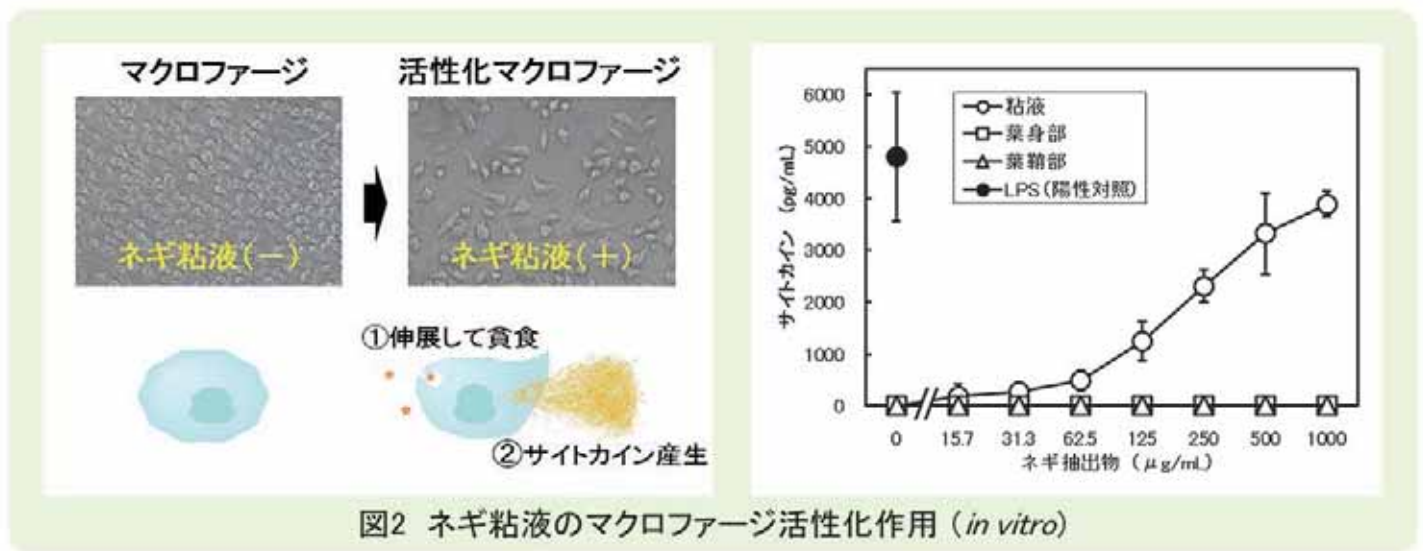 マクロファージ
活性化マクロファージ
ネギ粘液(－)
ネギ粘液(＋)
①伸展して貪食
②サイトカイン産生
サイトカイン (pg/mL)
6000
5000
4000
3000
2000
1000
0
粘液
葉身部
葉鞘部
LPS(陽性対照)
0 15.7 31.3 62.5 125 250 500 1000
ネギ抽出物 (μg/mL)
図2 ネギ粘液のマクロファージ活性化作用 (in vitro)